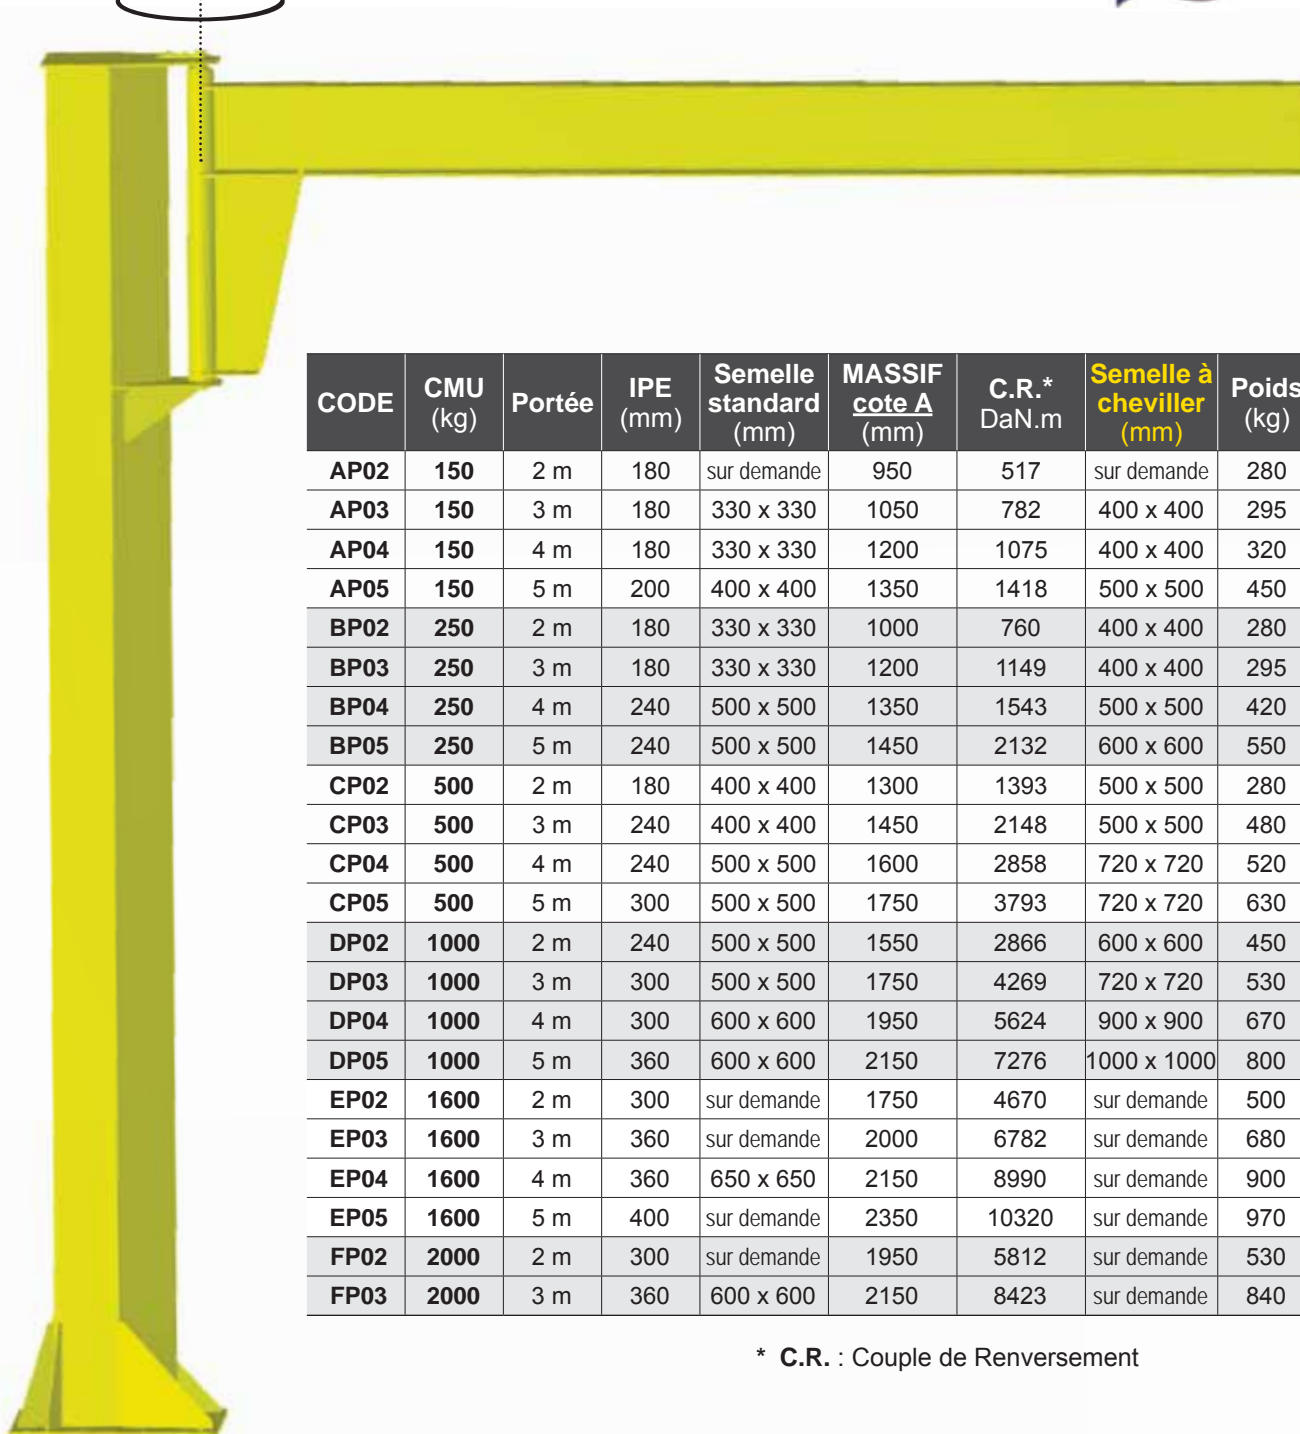 CODE CMU (kg) Portée IPE (mm) Semelle standard (mm) MASSIF cote A (mm) C.R.* DaN.m Semelle à cheviller (mm) Poids (kg)
AP02 150 2 m 180 sur demande 950 517 sur demande 280
AP03 150 3 m 180 330 x 330 1050 782 400 x 400 295
AP04 150 4 m 180 330 x 330 1200 1075 400 x 400 320
AP05 150 5 m 200 400 x 400 1350 1418 500 x 500 450
BP02 250 2 m 180 330 x 330 1000 760 400 x 400 280
BP03 250 3 m 180 330 x 330 1200 1149 400 x 400 295
BP04 250 4 m 240 500 x 500 1350 1543 500 x 500 420
BP05 250 5 m 240 500 x 500 1450 2132 600 x 600 550
CP02 500 2 m 180 400 x 400 1300 1393 500 x 500 280
CP03 500 3 m 240 400 x 400 1450 2148 500 x 500 480
CP04 500 4 m 240 500 x 500 1600 2858 720 x 720 520
CP05 500 5 m 300 500 x 500 1750 3793 720 x 720 630
DP02 1000 2 m 240 500 x 500 1550 2866 600 x 600 450
DP03 1000 3 m 300 500 x 500 1750 4269 720 x 720 530
DP04 1000 4 m 300 600 x 600 1950 5624 900 x 900 670
DP05 1000 5 m 360 600 x 600 2150 7276 1000 x 1000 800
EP02 1600 2 m 300 sur demande 1750 4670 sur demande 500
EP03 1600 3 m 360 sur demande 2000 6782 sur demande 680
EP04 1600 4 m 360 650 x 650 2150 8990 sur demande 900
EP05 1600 5 m 400 sur demande 2350 10320 sur demande 970
FP02 2000 2 m 300 sur demande 1950 5812 sur demande 530
FP03 2000 3 m 360 600 x 600 2150 8423 sur demande 840
* C.R. : Couple de Renversement